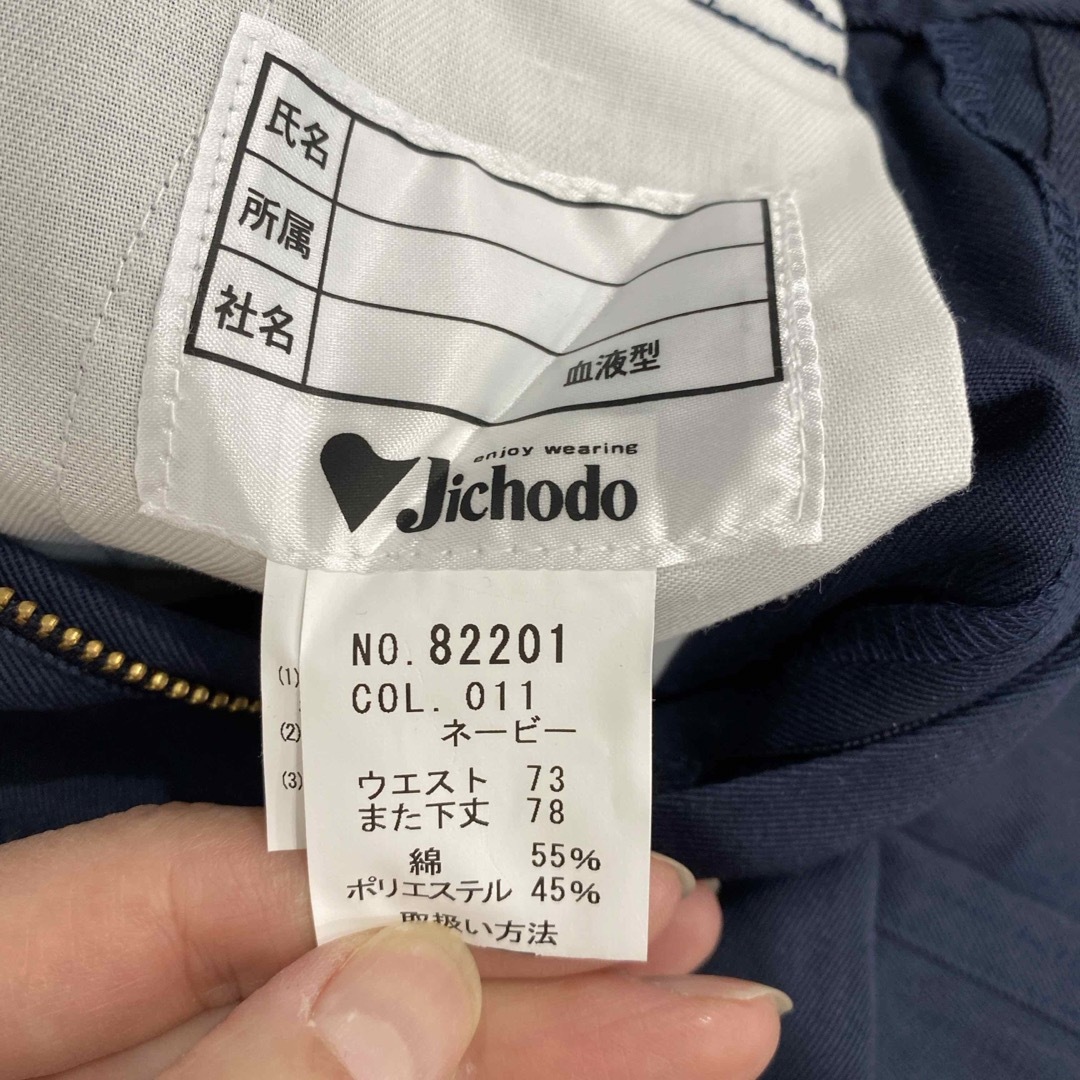 氏名
所属
社名
血液型
enjoy wearing
Jichodo
NO. 82201
COL. 011
ネービー
ウエスト 73
また下丈 78
綿 55%
ポリエステル 45%
取扱い方法
(1)
(2)
(3)